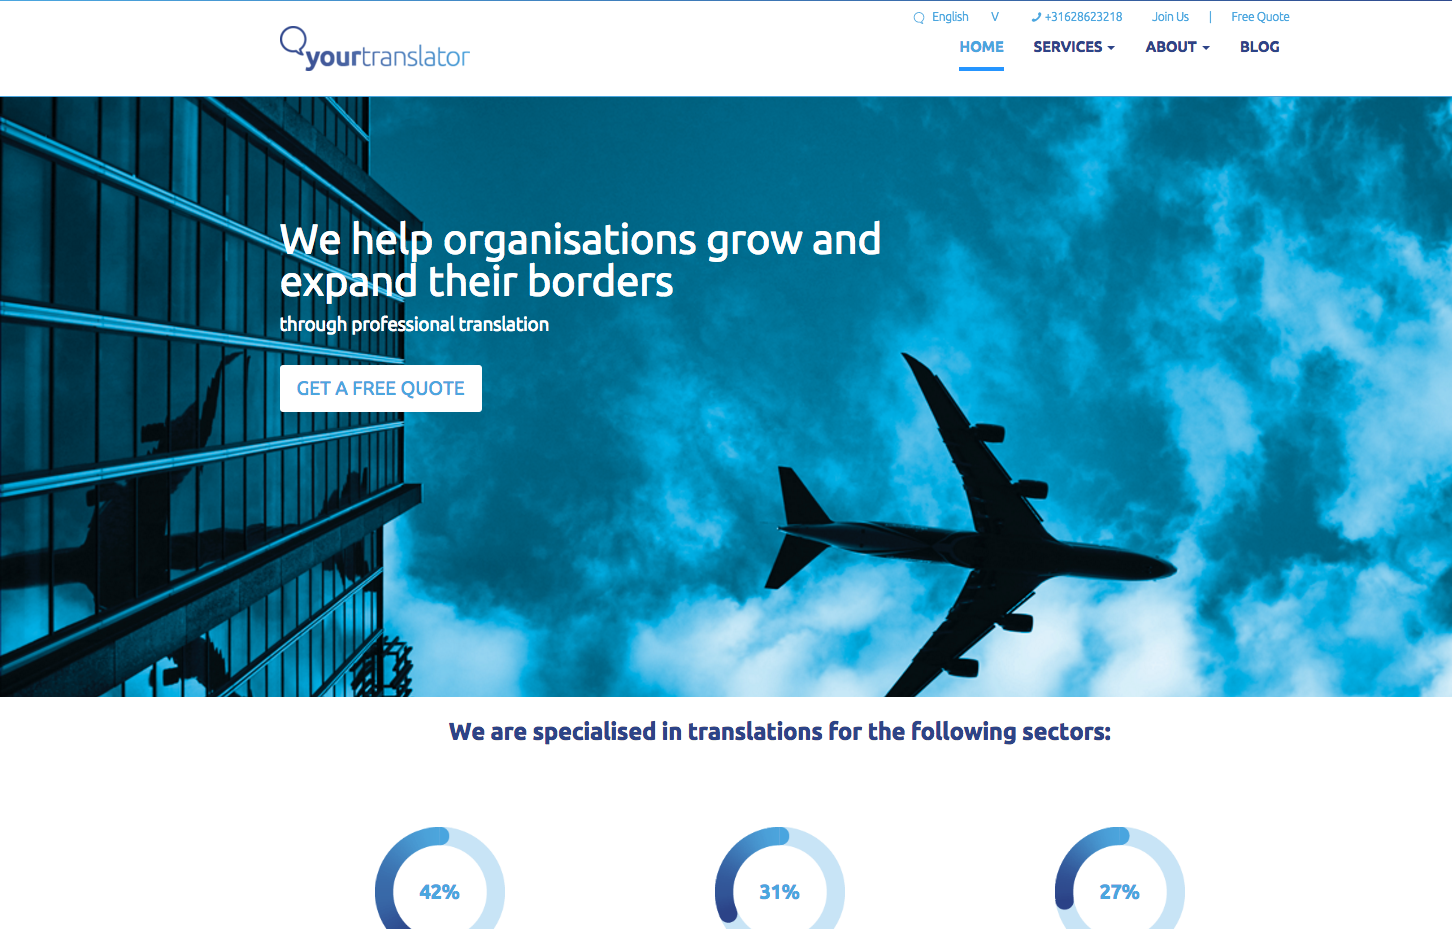 English V +31628623218 Join Us | Free Quote
yourtranslator
HOME SERVICES ABOUT BLOG
We help organisations grow and
expand their borders
through professional translation
GET A FREE QUOTE
We are specialised in translations for the following sectors:
42% 31% 27%